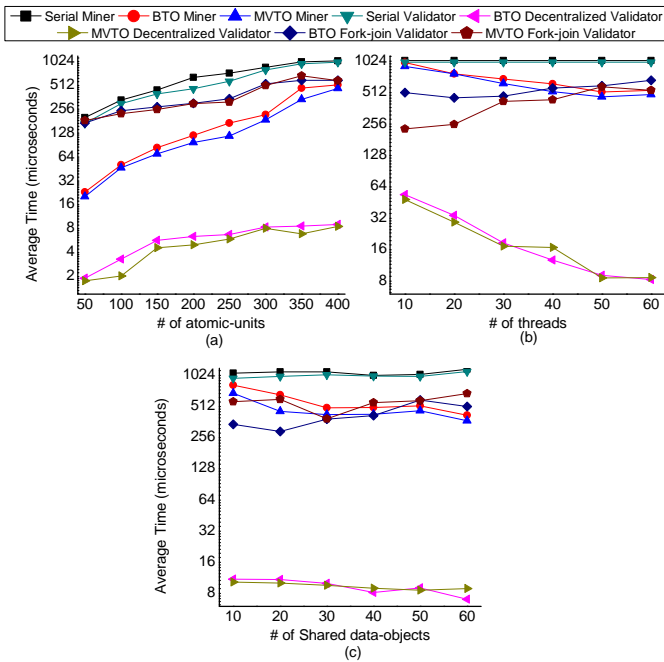 Serial Miner BTO Miner MVTO Miner Serial Validator BTO Decentralized Validator
MVTO Decentralized Validator BTO Fork-join Validator MVTO Fork-join Validator
1024
512
256
128
64
32
16
8
4
2
Average Time (microseconds)
50 100 150 200 250 300 350 400
# of atomic-units
(a)
1024
512
256
128
64
32
16
8
10 20 30 40 50 60
# of threads
(b)
1024
512
256
128
64
32
16
8
Average Time (microseconds)
10 20 30 40 50 60
# of Shared data-objects
(c)